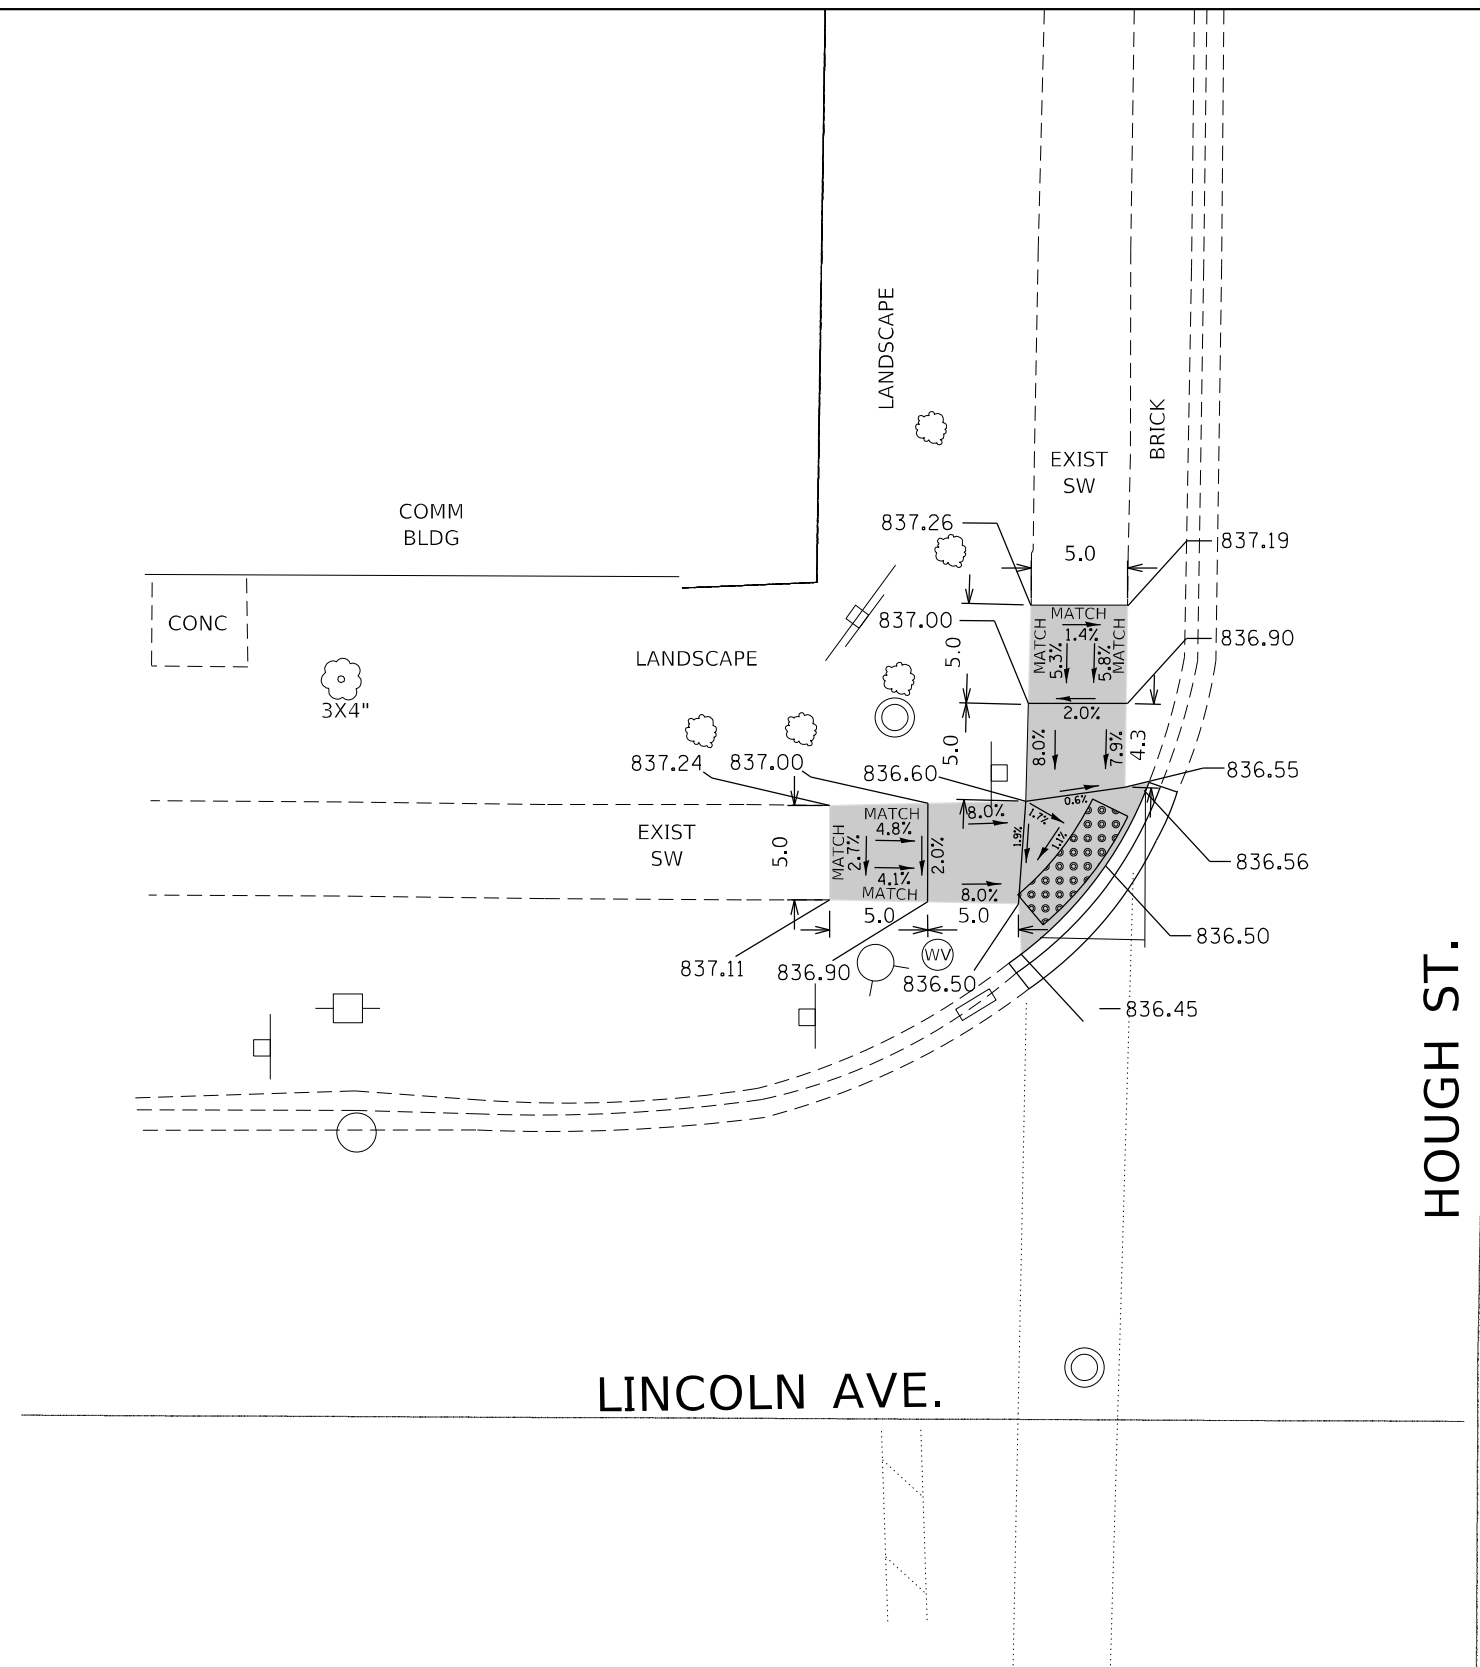 LANDSCAPE
BRICK
EXIST
SW
COMM
BLDG
837.26
837.19
5.0
CONC
MATCH
1.4%
MATCH
5.3%
5.8%
MATCH
837.00
836.90
5.0
LANDSCAPE
3X4"
2.0%
5.0
8.0%
7.9%
4.3
837.24
837.00
836.60
836.55
0.6%
EXIST
SW
5.0
MATCH
2.7%
MATCH
4.8%
4.1%
MATCH
2.0%
8.0%
8.0%
1.9%
1.7%
1.1%
836.56
5.0
5.0
836.50
837.11
836.90
WV
836.50
836.45
HOUGH ST.
LINCOLN AVE.